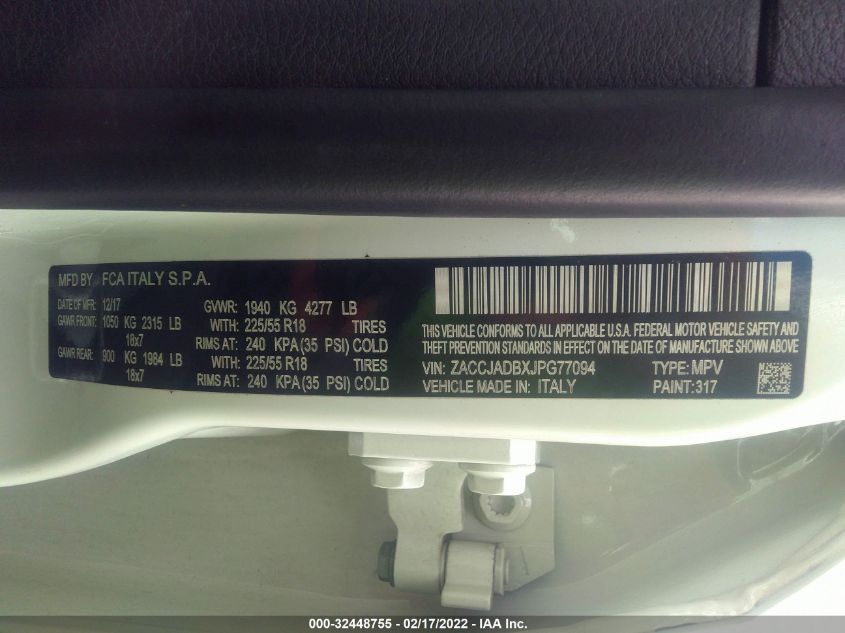 MFD BY FCA ITALY S.P.A.
DATE OF MFR: 12/17 GVWR: 1940 KG 4277 LB
GAWR FRONT: 1050 KG 2315 LB WITH: 225/55 R18 TIRES
18x7 RIMS AT: 240 KPA (35 PSI) COLD
GAWR REAR: 900 KG 1984 LB WITH: 225/55 R18 TIRES
18x7 RIMS AT: 240 KPA (35 PSI) COLD
THIS VEHICLE CONFORMS TO ALL APPLICABLE U.S.A. FEDERAL MOTOR VEHICLE SAFETY AND
THEFT PREVENTION STANDARDS IN EFFECT ON THE DATE OF MANUFACTURE SHOWN ABOVE
VIN: ZACCJADBXJPG77094 TYPE: MPV
VEHICLE MADE IN: ITALY PAINT: 317
000-32448755 - 02/17/2022 - IAA Inc.